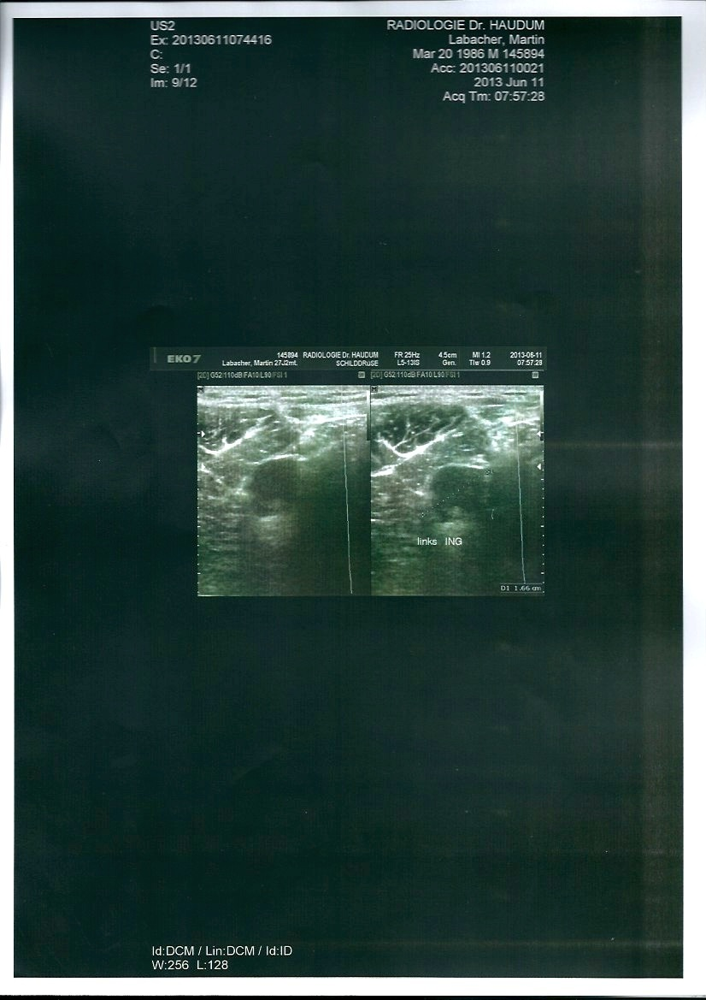 US2
Ex: 20130611074416
C:
Se: 1/1
Im: 9/12
RADIOLOGIE Dr. HAUDUM
Labacher, Martin
Mar 20 1986 M 145894
Acc: 201306110021
2013 Jun 11
Acq Tm: 07:57:28
EKO 7
145894 RADIOLOGIE Dr. HAUDUM FR 25Hz 4.5cm MI 1.2 2013-06-11
Labacher, Martin 27J2mt. SCHILDDRüSE L5-13IS Gen. TIw 0.9 07:57:28
[2D] G52/110dB/FA10/L90/FSI 1
[2D] G52/110dB/FA10/L90/FSI 1
links ING
D1 1.66 cm
Id:DCM / Lin:DCM / Id:ID
W:256 L:128